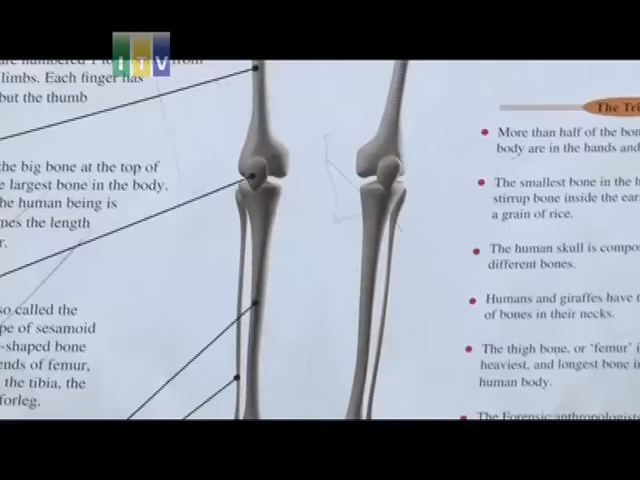 ITV
are numbered 1 to from
limbs. Each finger has
but the thumb
the big bone at the top of
largest bone in the body.
he human being is
mes the length
r.
so called the
pe of sesamoid
-shaped bone
ends of femur,
the tibia, the
forleg.
The Tri
More than half of the bon
body are in the hands and
The smallest bone in the h
stirrup bone inside the ear
a grain of rice.
The human skull is compo
different bones.
Humans and giraffes have t
of bones in their necks.
The thigh bone, or 'femur' i
heaviest, and longest bone in
human body.
The Forensic anthropologist